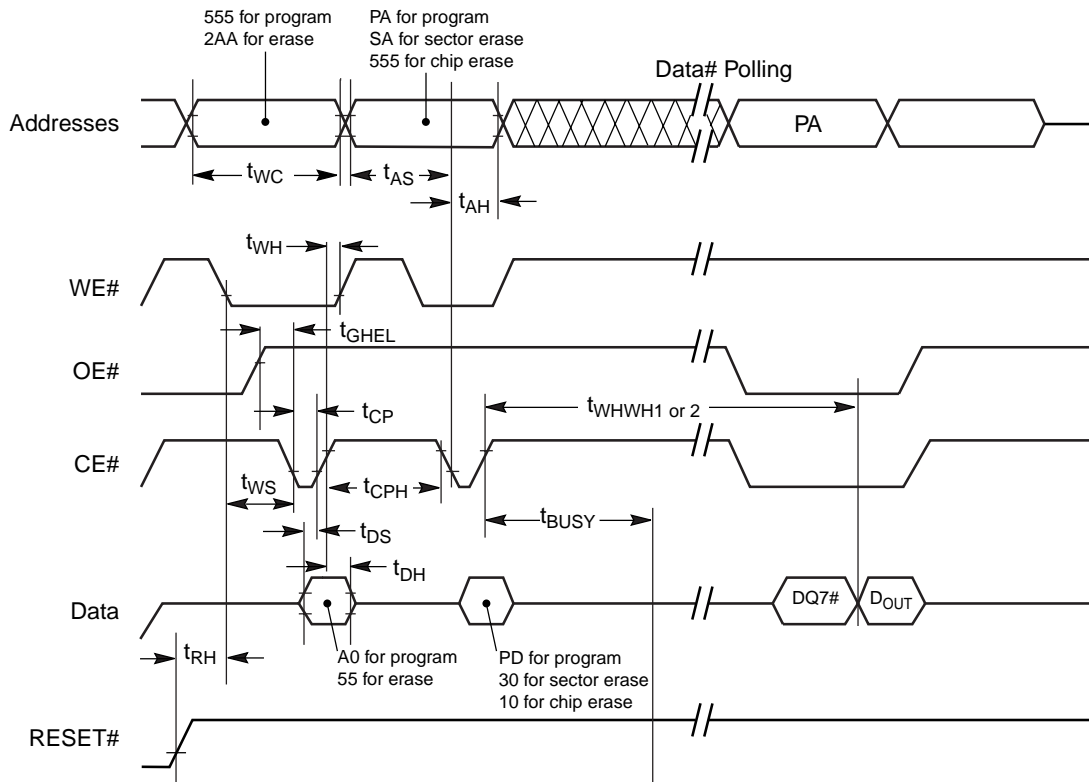 555 for program
2AA for erase
PA for program
SA for sector erase
555 for chip erase
Data# Polling
Addresses
PA
tWC
tAS
tAH
tWH
WE#
tGHEL
OE#
tCP
tWHWH1 or 2
CE#
tWS
tCPH
tBUSY
tDS
tDH
Data
DQ7#
DOUT
tRH
A0 for program
55 for erase
PD for program
30 for sector erase
10 for chip erase
RESET#